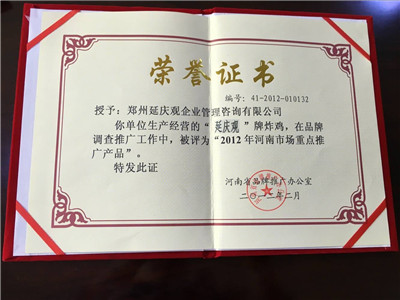 荣誉证书
编号: 41-2012-010132
授予：郑州延庆观企业管理咨询有限公司
你单位生产经营的“延庆观”牌炸鸡，在品牌
调查推广工作中，被评为“2012年河南市场重点推
广产品”。
特发此证
河南省品牌推广办公室
二〇一二年二月